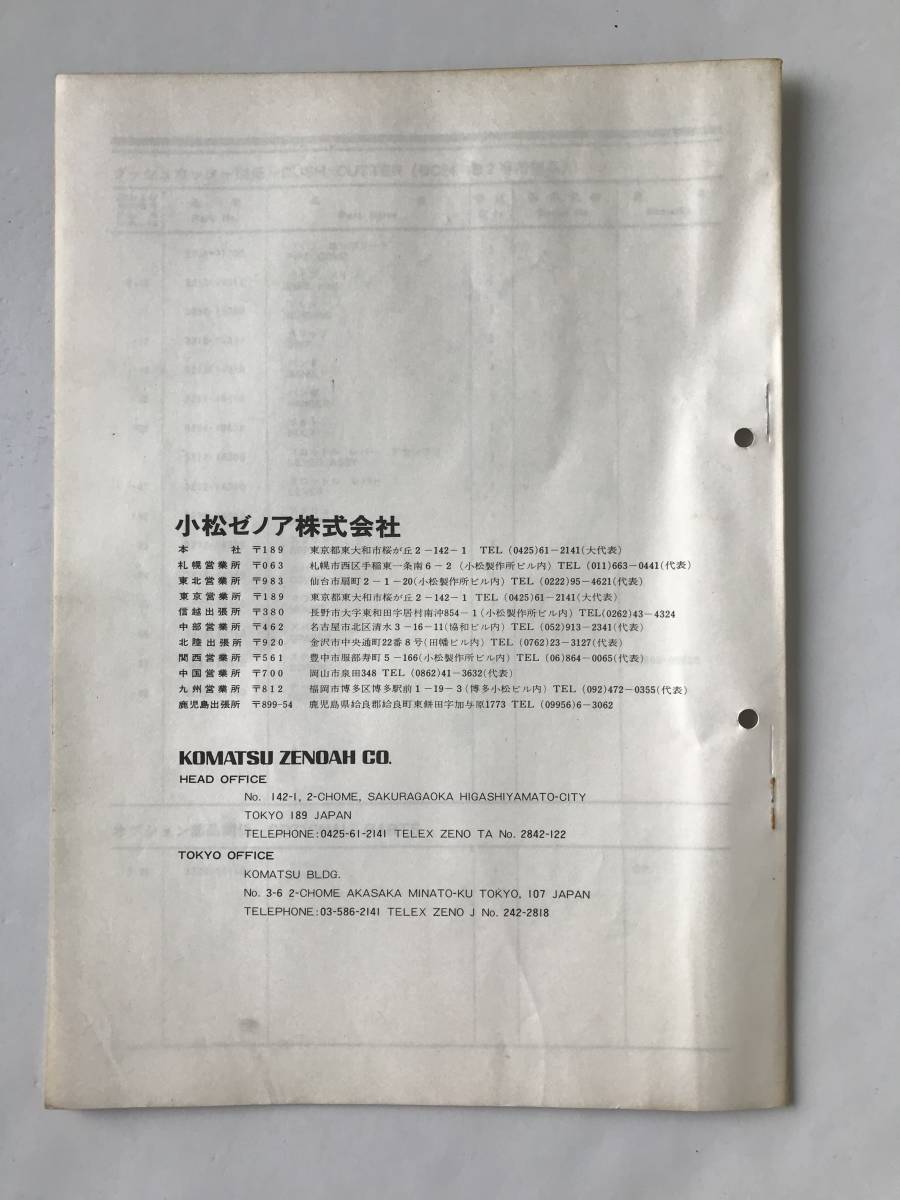 小松ゼノア株式会社
本社 〒189 東京都東大和市桜が丘2-142-1 TEL (0425)61-2141(大代表)
札幌営業所 〒063 札幌市西区手稲東一条南6-2 (小松製作所ビル内) TEL (011)663-0441(代表)
東北営業所 〒983 仙台市扇町2-1-20(小松製作所ビル内) TEL (0222)95-4621(代表)
東京営業所 〒189 東京都東大和市桜が丘2-142-1 TEL (0425)61-2141(大代表)
信越出張所 〒380 長野市大字東和田字居村南沖854-1(小松製作所ビル内) TEL(0262)43-4324
中部営業所 〒462 名古屋市北区清水3-16-11(協和ビル内) TEL (052)913-2341(代表)
北陸出張所 〒920 金沢市中央通町22番8号(田幡ビル内) TEL (0762)23-3127(代表)
関西営業所 〒561 豊中市服部寿町5-166(小松製作所ビル内) TEL (06)864-0065(代表)
中国営業所 〒700 岡山市泉田348 TEL (0862)41-3632(代表)
九州営業所 〒812 福岡市博多区博多駅前1-19-3(博多小松ビル内) TEL (092)472-0355(代表)
鹿児島出張所 〒899-54 鹿児島県姶良郡姶良町東餅田字加与原1773 TEL (09956)6-3062
KOMATSU ZENOAH CO.
HEAD OFFICE
No. 142-1, 2-CHOME, SAKURAGAOKA HIGASHIYAMATO-CITY
TOKYO 189 JAPAN
TELEPHONE:0425-61-2141 TELEX ZENO TA No. 2842-122
TOKYO OFFICE
KOMATSU BLDG.
No. 3-6 2-CHOME AKASAKA MINATO-KU TOKYO, 107 JAPAN
TELEPHONE:03-586-2141 TELEX ZENO J No. 242-2818